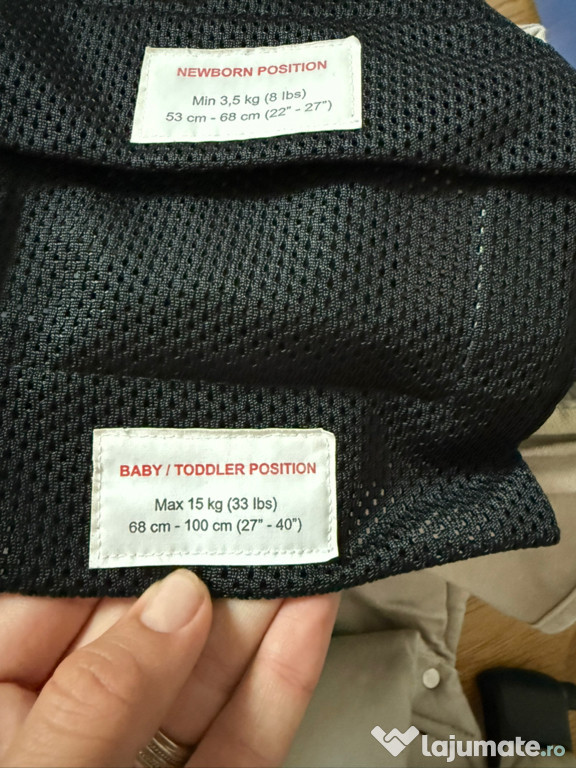 NEWBORN POSITION
Min 3,5 kg (8 lbs)
53 cm - 68 cm (22" - 27")
BABY / TODDLER POSITION
Max 15 kg (33 lbs)
68 cm - 100 cm (27" - 40")
lajumate.ro